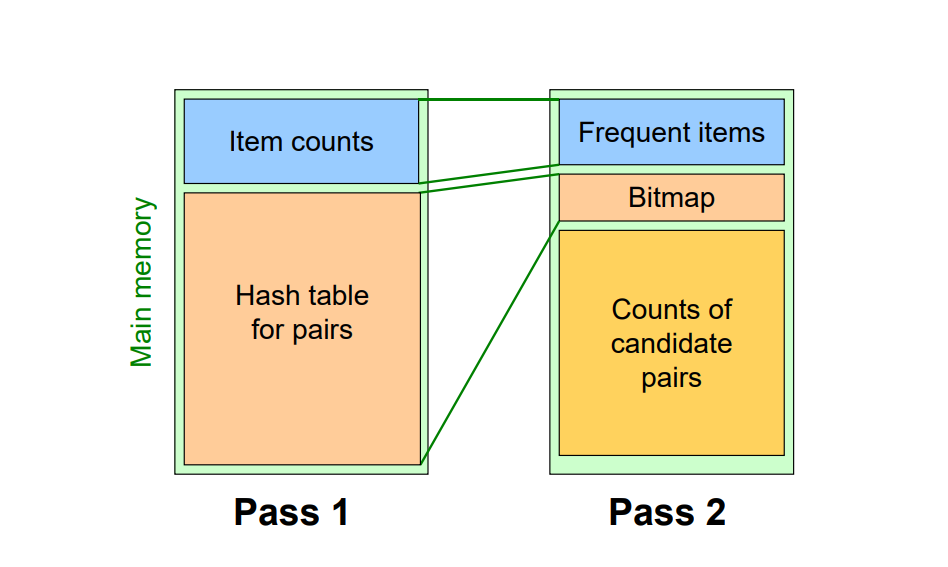 Main memory
Item counts
Hash table
for pairs
Pass 1
Frequent items
Bitmap
Counts of
candidate
pairs
Pass 2